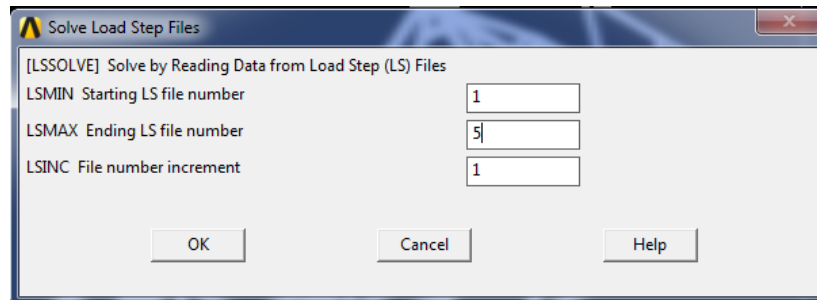 Solve Load Step Files
[LSSOLVE] Solve by Reading Data from Load Step (LS) Files
LSMIN Starting LS file number 1
LSMAX Ending LS file number 5
LSINC File number increment 1
OK Cancel Help